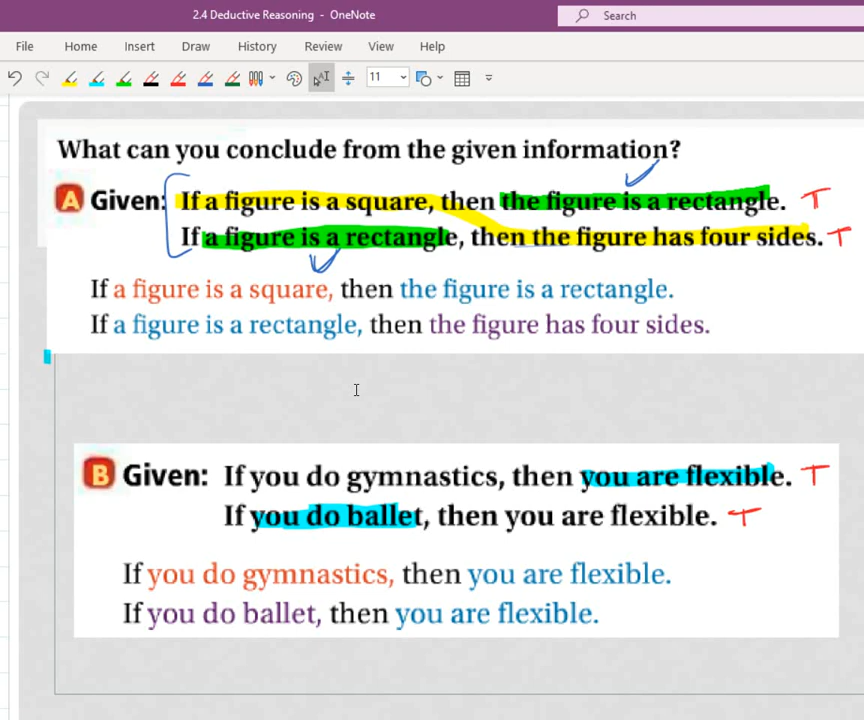 2.4 Deductive Reasoning - OneNote
Search
File Home Insert Draw History Review View Help
11
What can you conclude from the given information?
A Given: If a figure is a square, then the figure is a rectangle. T
If a figure is a rectangle, then the figure has four sides. T
If a figure is a square, then the figure is a rectangle.
If a figure is a rectangle, then the figure has four sides.
B Given: If you do gymnastics, then you are flexible. T
If you do ballet, then you are flexible. T
If you do gymnastics, then you are flexible.
If you do ballet, then you are flexible.